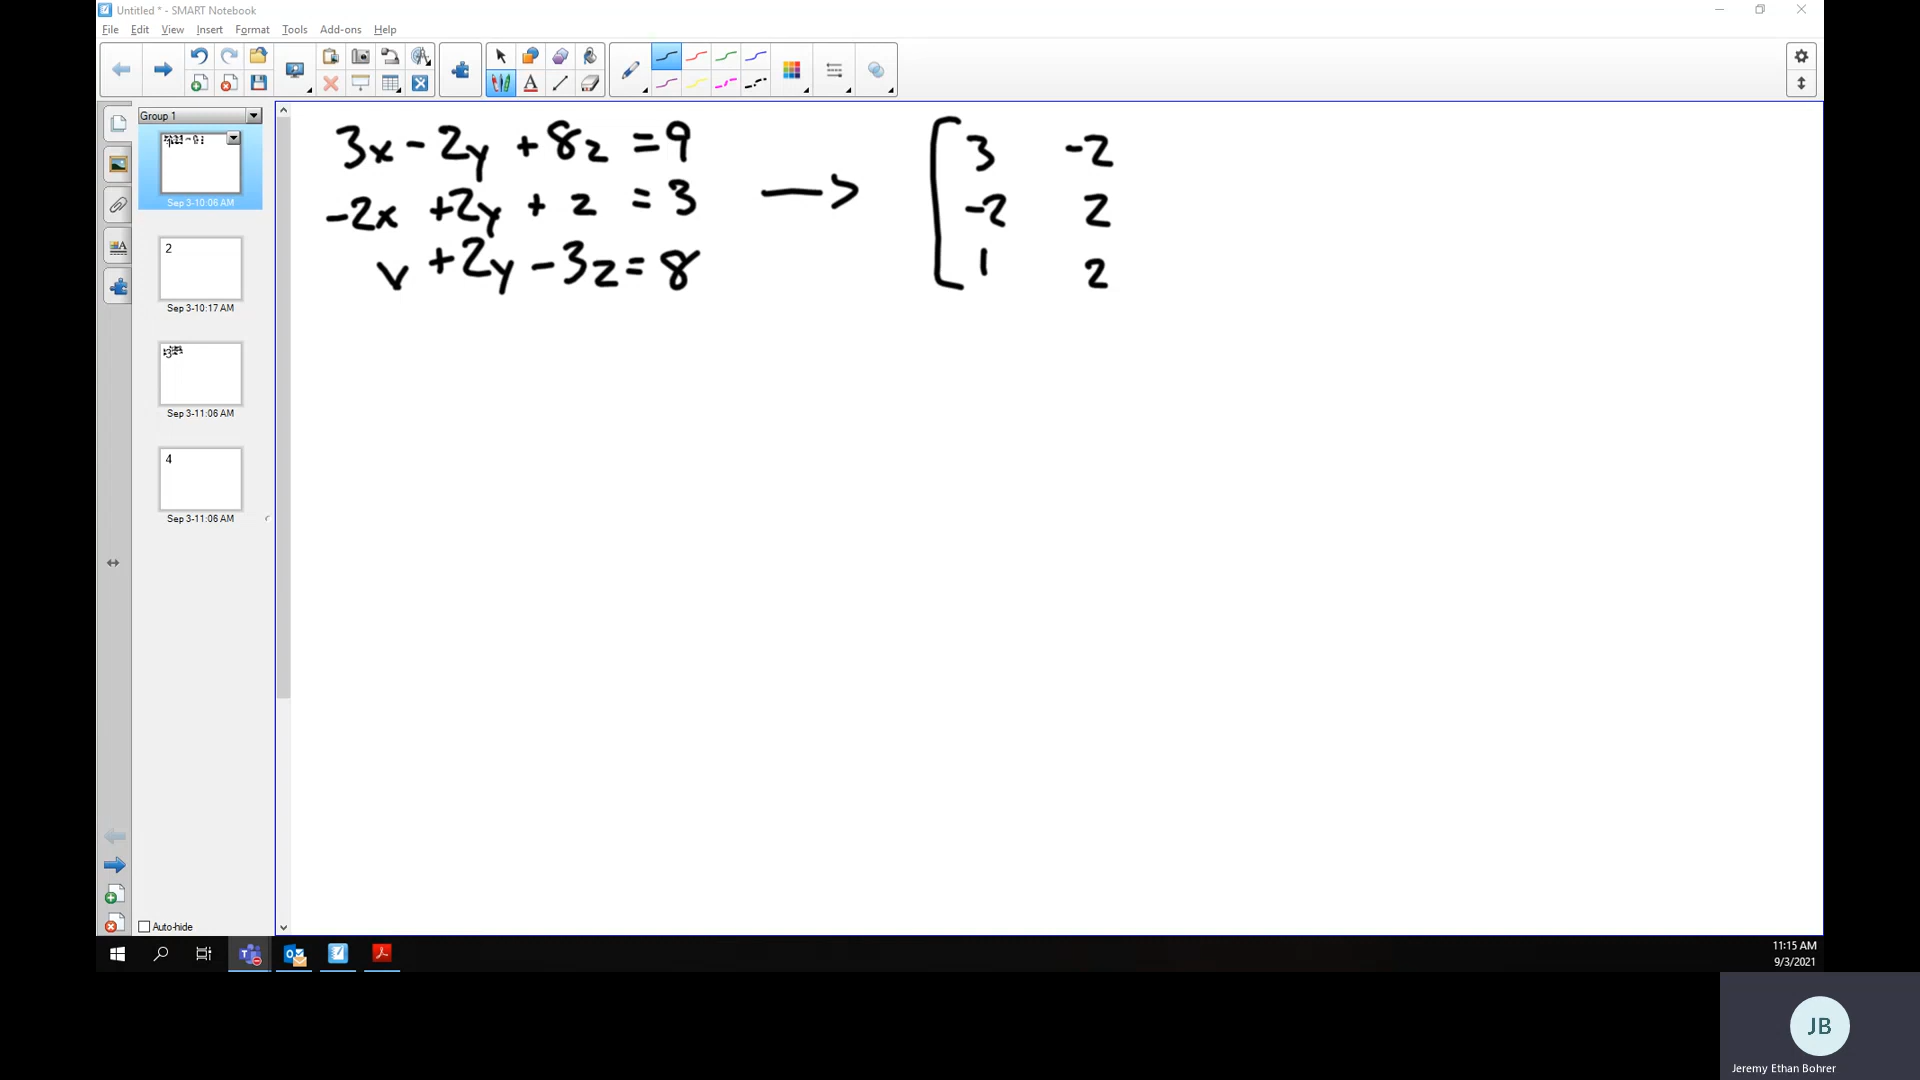 Untitled * - SMART Notebook
File Edit View Insert Format Tools Add-ons Help
Group 1
Sep 3-10:06 AM
2
Sep 3-10:17 AM
3
Sep 3-11:06 AM
4
Sep 3-11:06 AM
Auto-hide
3x - 2y + 8z = 9
-2x + 2y + z = 3
v + 2y - 3z = 8
3 -2
-2 2
1 2
11:15 AM
9/3/2021
JB
Jeremy Ethan Bohrer